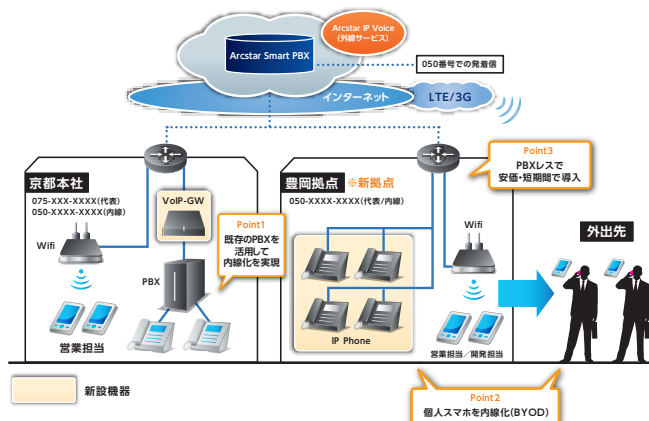 Arcstar IP Voice
(外線サービス)
Arcstar Smart PBX
050番号での発着信
インターネット
LTE/3G
京都本社
075-XXX-XXXX(代表)
050-XXXX-XXXX(内線)
VoIP-GW
Wifi
PBX
営業担当
Point1
既存のPBXを
活用して
内線化を実現
豊岡拠点 ※新拠点
050-XXXX-XXXX(代表/内線)
Wifi
IP Phone
営業担当/開発担当
Point3
PBXレスで
安価・短期間で導入
外出先
新設機器
Point2
個人スマホを内線化(BYOD)